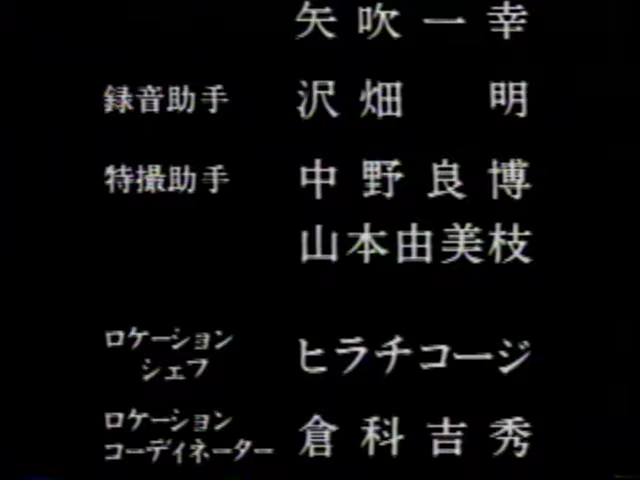 矢吹一幸
録音助手 沢畑 明
特撮助手 中野良博
山本由美枝
ロケーション
シェフ ヒラチコージ
ロケーション
コーディネーター 倉科吉秀